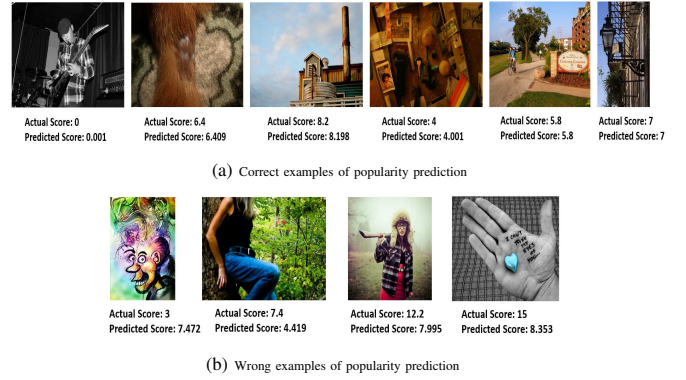 Actual Score: 0
Predicted Score: 0.001
Actual Score: 6.4
Predicted Score: 6.409
Actual Score: 8.2
Predicted Score: 8.198
Actual Score: 4
Predicted Score: 4.001
Actual Score: 5.8
Predicted Score: 5.8
Actual Score: 7
Predicted Score: 7
(a) Correct examples of popularity prediction
I CAN'T
TAKE MY
EYES
Actual Score: 3
Predicted Score: 7.472
Actual Score: 7.4
Predicted Score: 4.419
Actual Score: 12.2
Predicted Score: 7.995
Actual Score: 15
Predicted Score: 8.353
(b) Wrong examples of popularity prediction